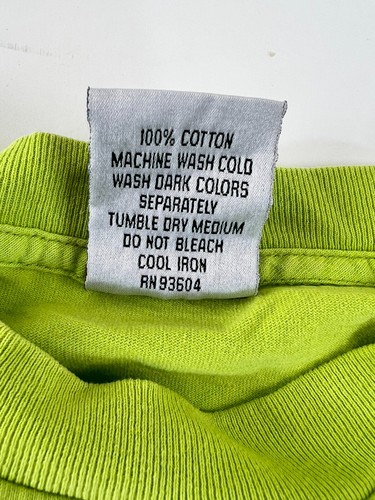 100% COTTON
MACHINE WASH COLD
WASH DARK COLORS
SEPARATELY
TUMBLE DRY MEDIUM
DO NOT BLEACH
COOL IRON
RN93604